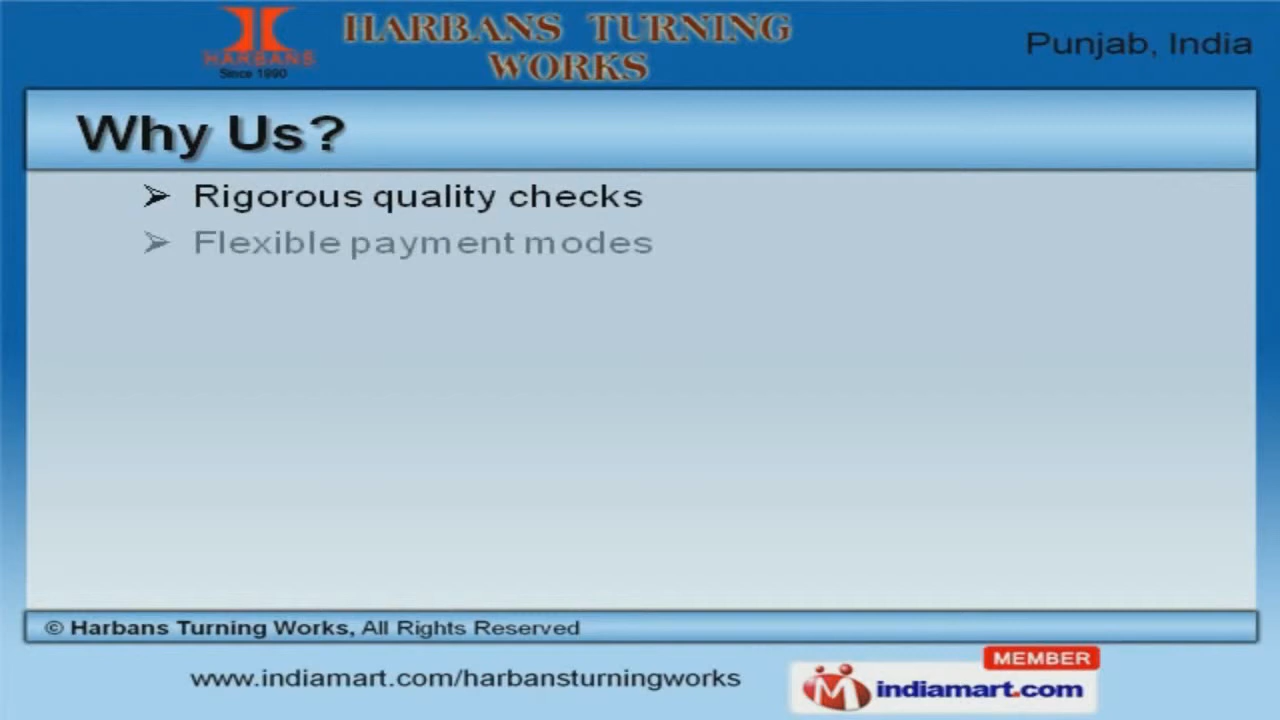 HARBANS
Since 1990
HARBANS TURNING
WORKS
Punjab, India
Why Us?
➢ Rigorous quality checks
➢ Flexible payment modes
© Harbans Turning Works, All Rights Reserved
www.indiamart.com/harbansturningworks
MEMBER
indiamart.com